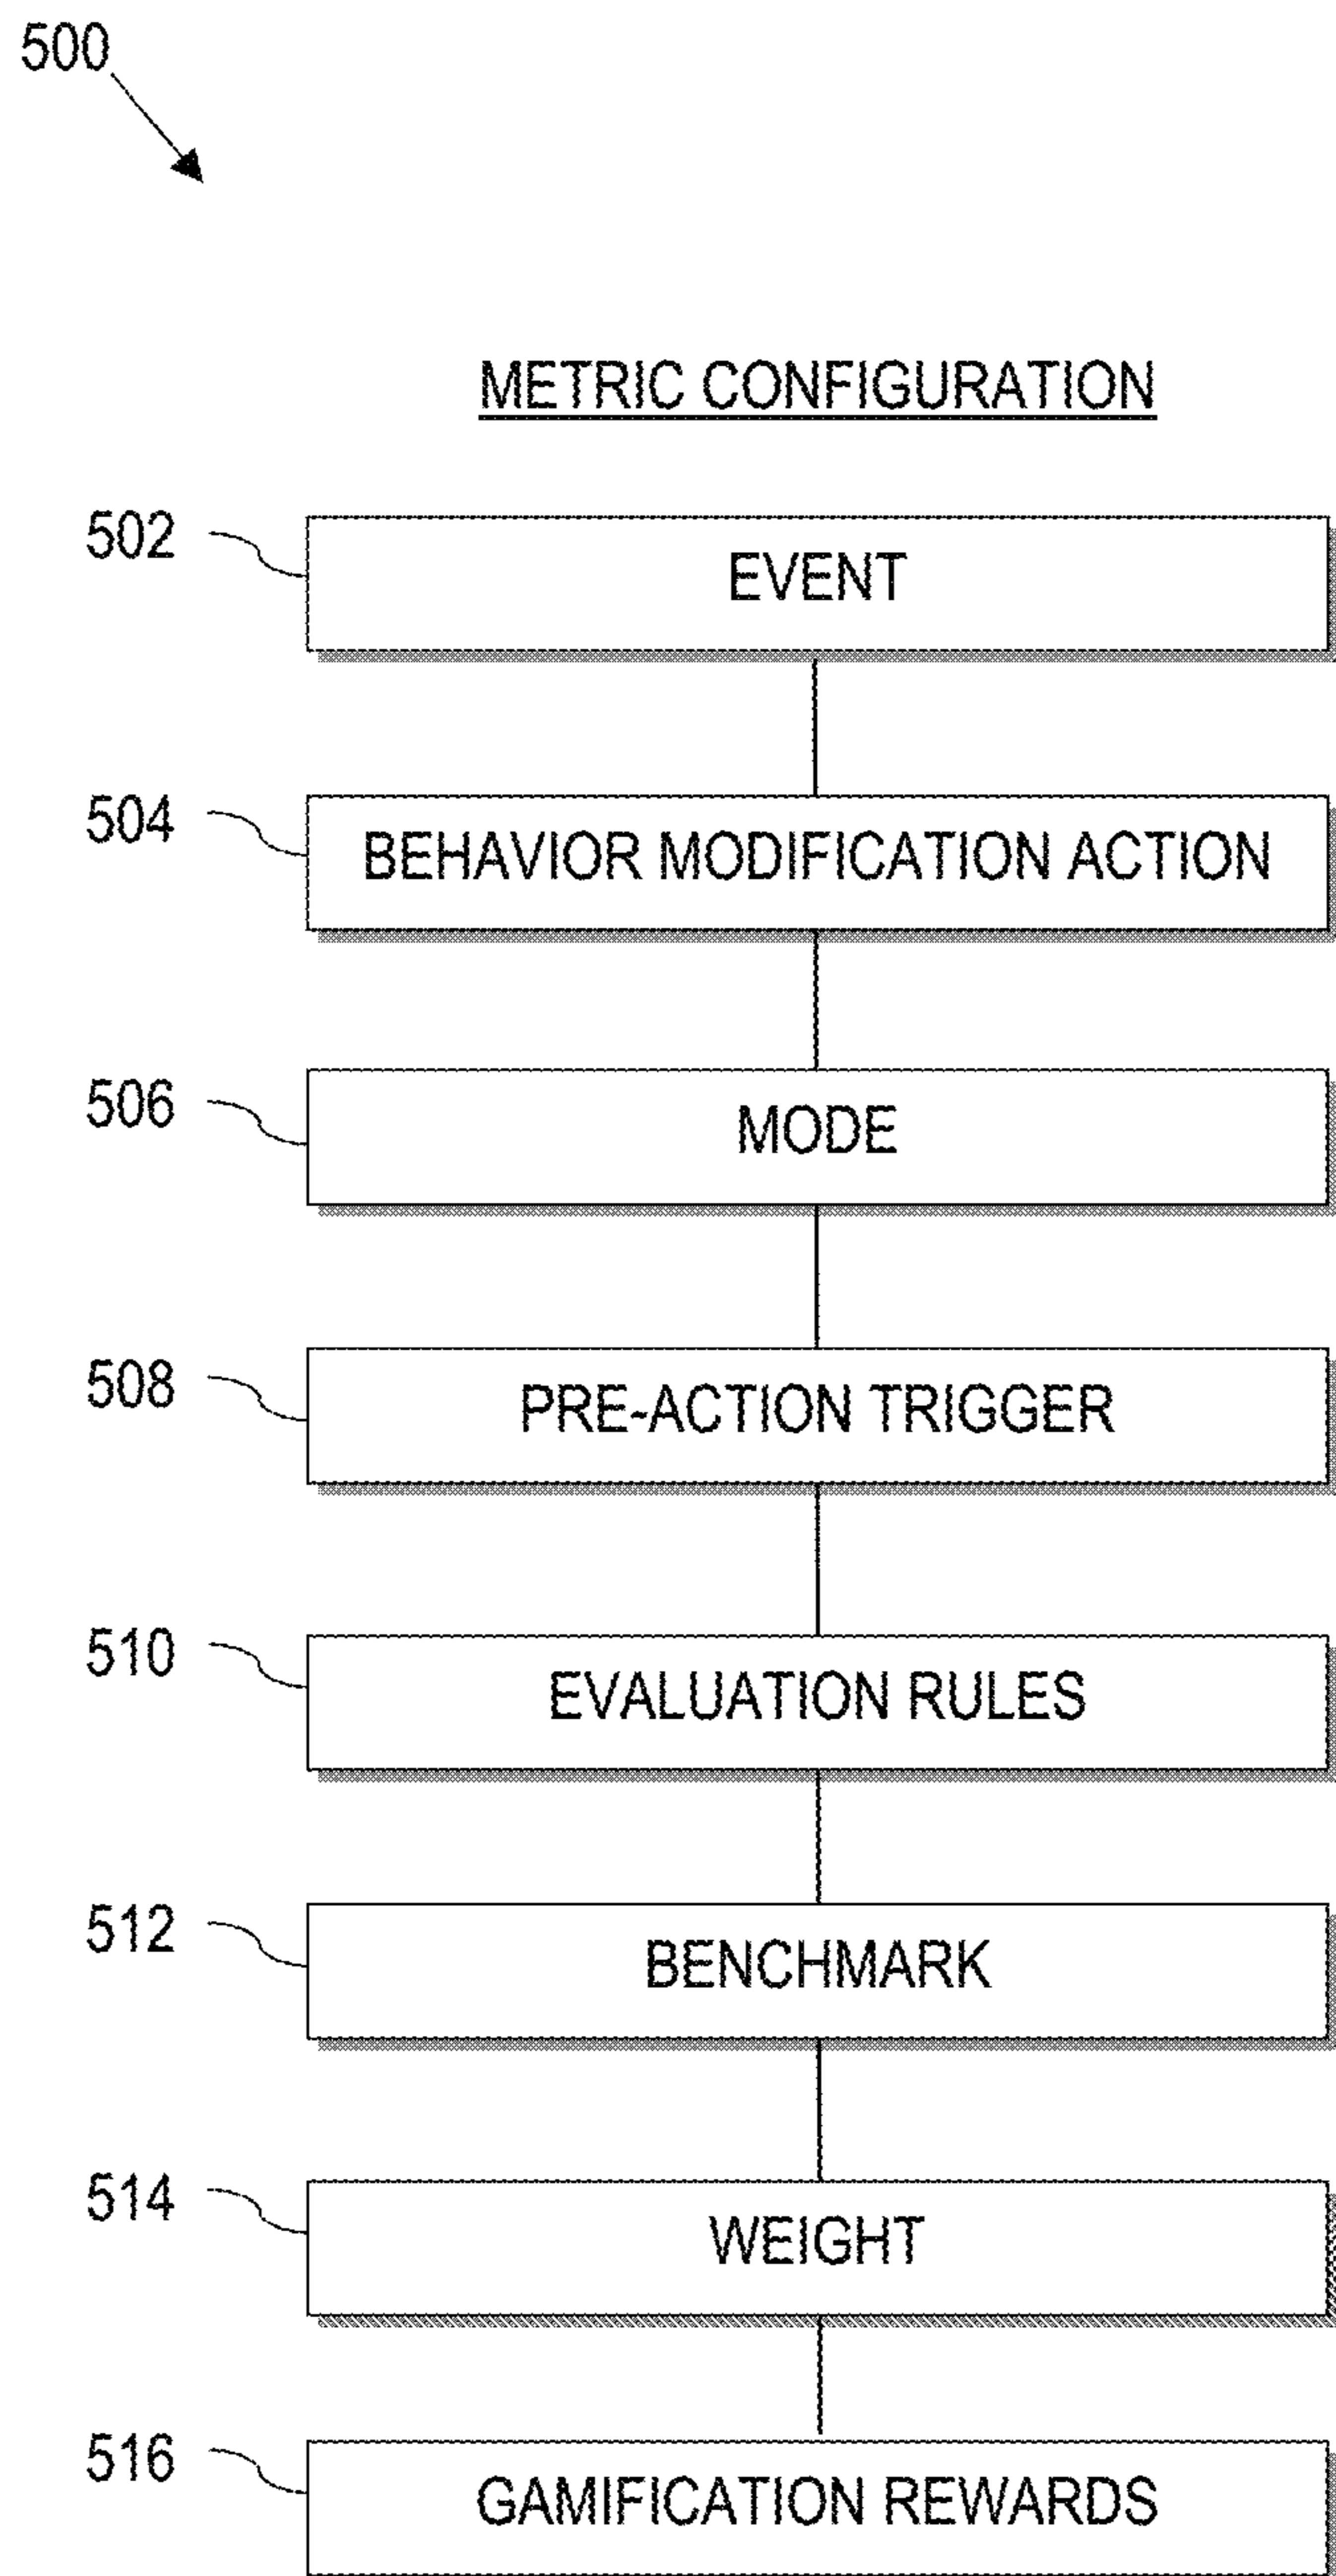 500
METRIC CONFIGURATION
502
EVENT
504
BEHAVIOR MODIFICATION ACTION
506
MODE
508
PRE-ACTION TRIGGER
510
EVALUATION RULES
512
BENCHMARK
514
WEIGHT
516
GAMIFICATION REWARDS